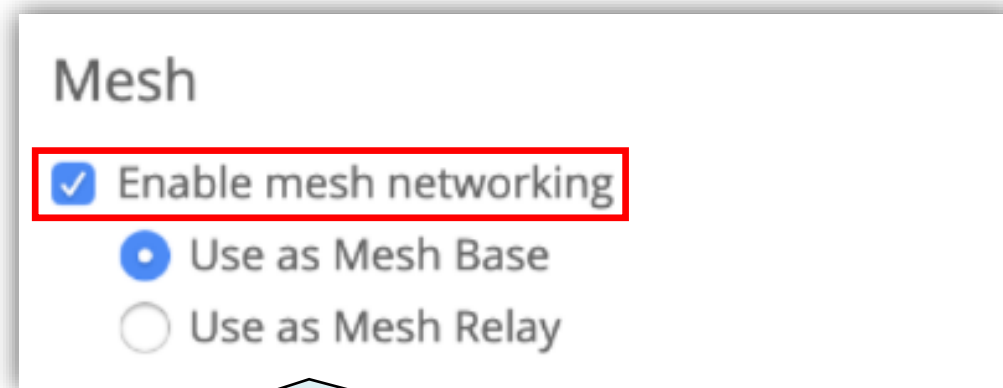 Mesh
Enable mesh networking
Use as Mesh Base
Use as Mesh Relay